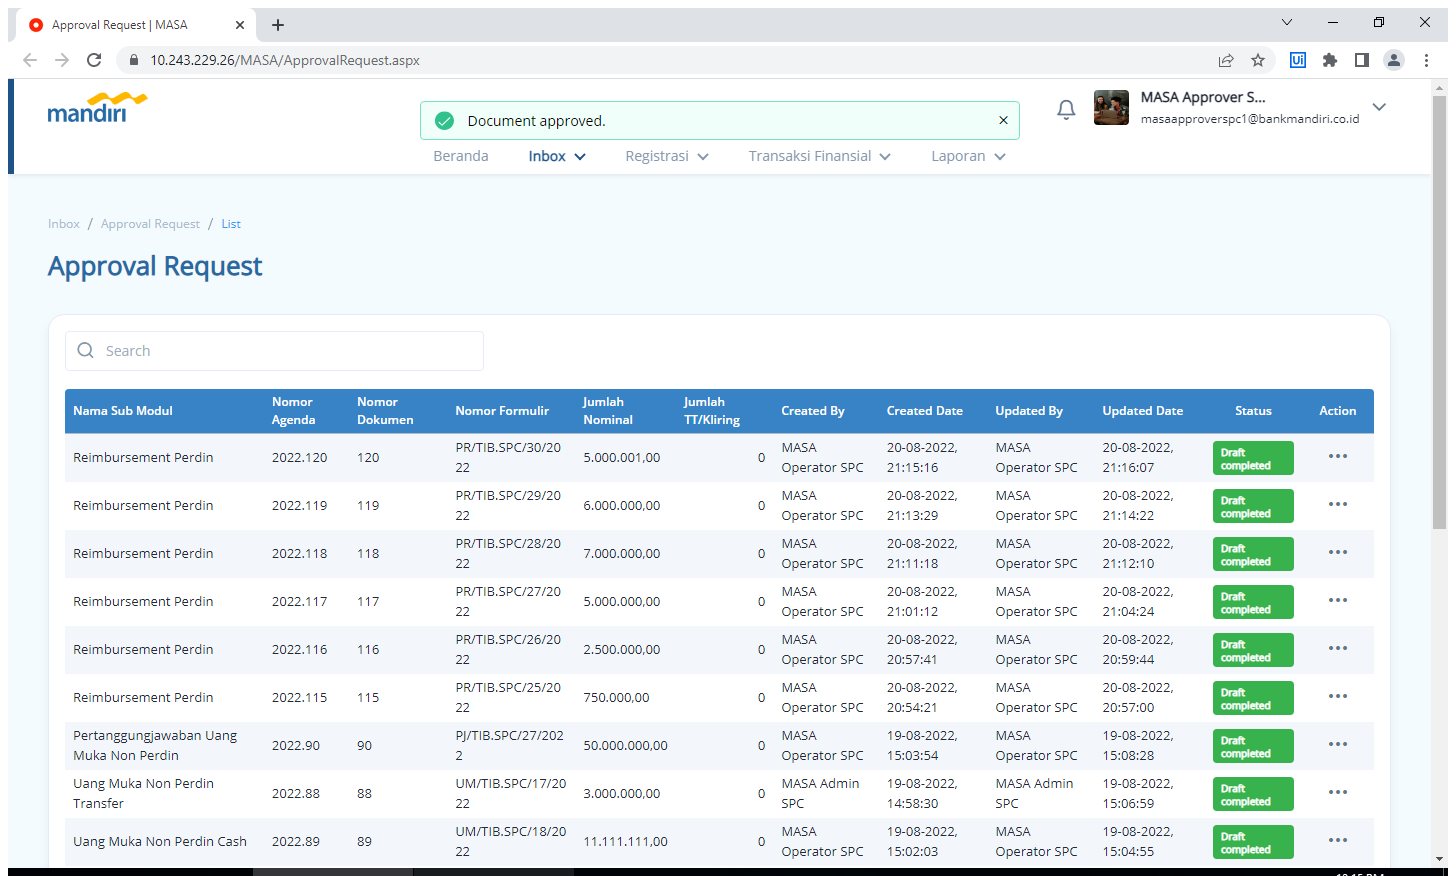 Approval Request | MASA
10.243.229.26/MASA/ApprovalRequest.aspx
Ui
mandiri
Document approved.
MASA Approver S...
masaapproverspc1@bankmandiri.co.id
Beranda Inbox Registrasi Transaksi Finansial Laporan
Inbox / Approval Request / List
Approval Request
Search
Nama Sub Modul Nomor Agenda Nomor Dokumen Nomor Formulir Jumlah Nominal Jumlah TT/Kliring Created By Created Date Updated By Updated Date Status Action
Reimbursement Perdin 2022.120 120 PR/TIB.SPC/30/2022 5.000.001,00 0 MASA Operator SPC 20-08-2022, 21:15:16 MASA Operator SPC 20-08-2022, 21:16:07 Draft completed
Reimbursement Perdin 2022.119 119 PR/TIB.SPC/29/2022 6.000.000,00 0 MASA Operator SPC 20-08-2022, 21:13:29 MASA Operator SPC 20-08-2022, 21:14:22 Draft completed
Reimbursement Perdin 2022.118 118 PR/TIB.SPC/28/2022 7.000.000,00 0 MASA Operator SPC 20-08-2022, 21:11:18 MASA Operator SPC 20-08-2022, 21:12:10 Draft completed
Reimbursement Perdin 2022.117 117 PR/TIB.SPC/27/2022 5.000.000,00 0 MASA Operator SPC 20-08-2022, 21:01:12 MASA Operator SPC 20-08-2022, 21:04:24 Draft completed
Reimbursement Perdin 2022.116 116 PR/TIB.SPC/26/2022 2.500.000,00 0 MASA Operator SPC 20-08-2022, 20:57:41 MASA Operator SPC 20-08-2022, 20:59:44 Draft completed
Reimbursement Perdin 2022.115 115 PR/TIB.SPC/25/2022 750.000,00 0 MASA Operator SPC 20-08-2022, 20:54:21 MASA Operator SPC 20-08-2022, 20:57:00 Draft completed
Pertanggungjawaban Uang Muka Non Perdin 2022.90 90 PJ/TIB.SPC/27/2022 50.000.000,00 0 MASA Operator SPC 19-08-2022, 15:03:54 MASA Operator SPC 19-08-2022, 15:08:28 Draft completed
Uang Muka Non Perdin Transfer 2022.88 88 UM/TIB.SPC/17/2022 3.000.000,00 0 MASA Admin SPC 19-08-2022, 14:58:30 MASA Admin SPC 19-08-2022, 15:06:59 Draft completed
Uang Muka Non Perdin Cash 2022.89 89 UM/TIB.SPC/18/2022 11.111.111,00 0 MASA Operator SPC 19-08-2022, 15:02:03 MASA Operator SPC 19-08-2022, 15:04:55 Draft completed